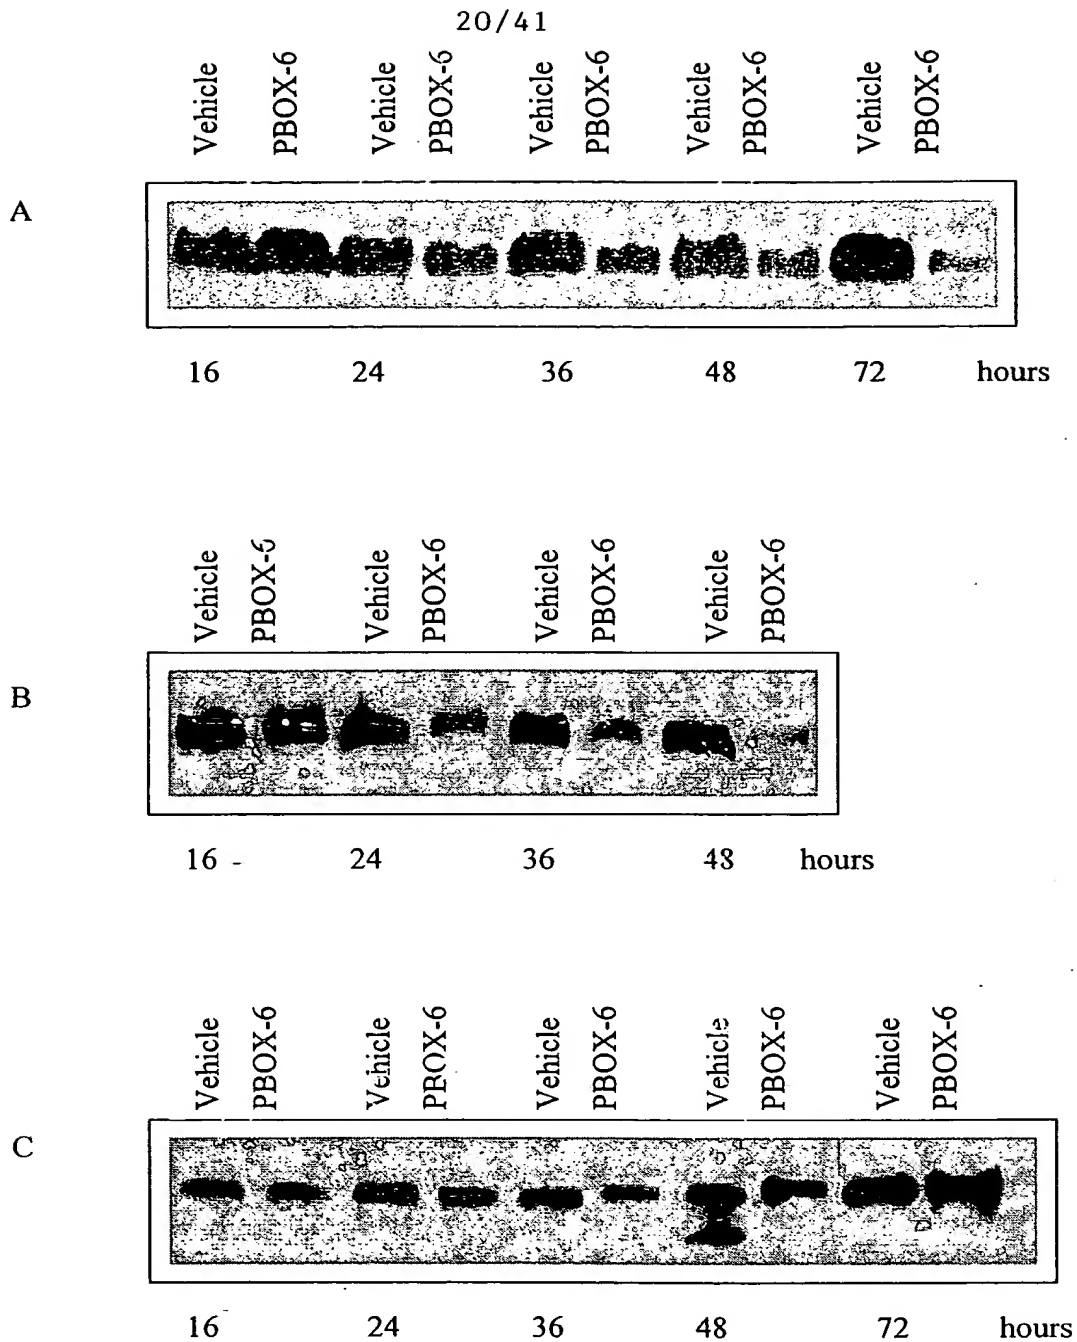 20/41
Vehicle PBOX-6 Vehicle PBOX-6 Vehicle PBOX-6 Vehicle PBOX-6 Vehicle PBOX-6
A
16 24 36 48 72 hours
Vehicle PBOX-6 Vehicle PBOX-6 Vehicle PBOX-6 Vehicle PBOX-6
B
16 24 36 48 hours
Vehicle PBOX-6 Vehicle PBOX-6 Vehicle PBOX-6 Vehicle PBOX-6 Vehicle PBOX-6
C
16 24 36 48 72 hours